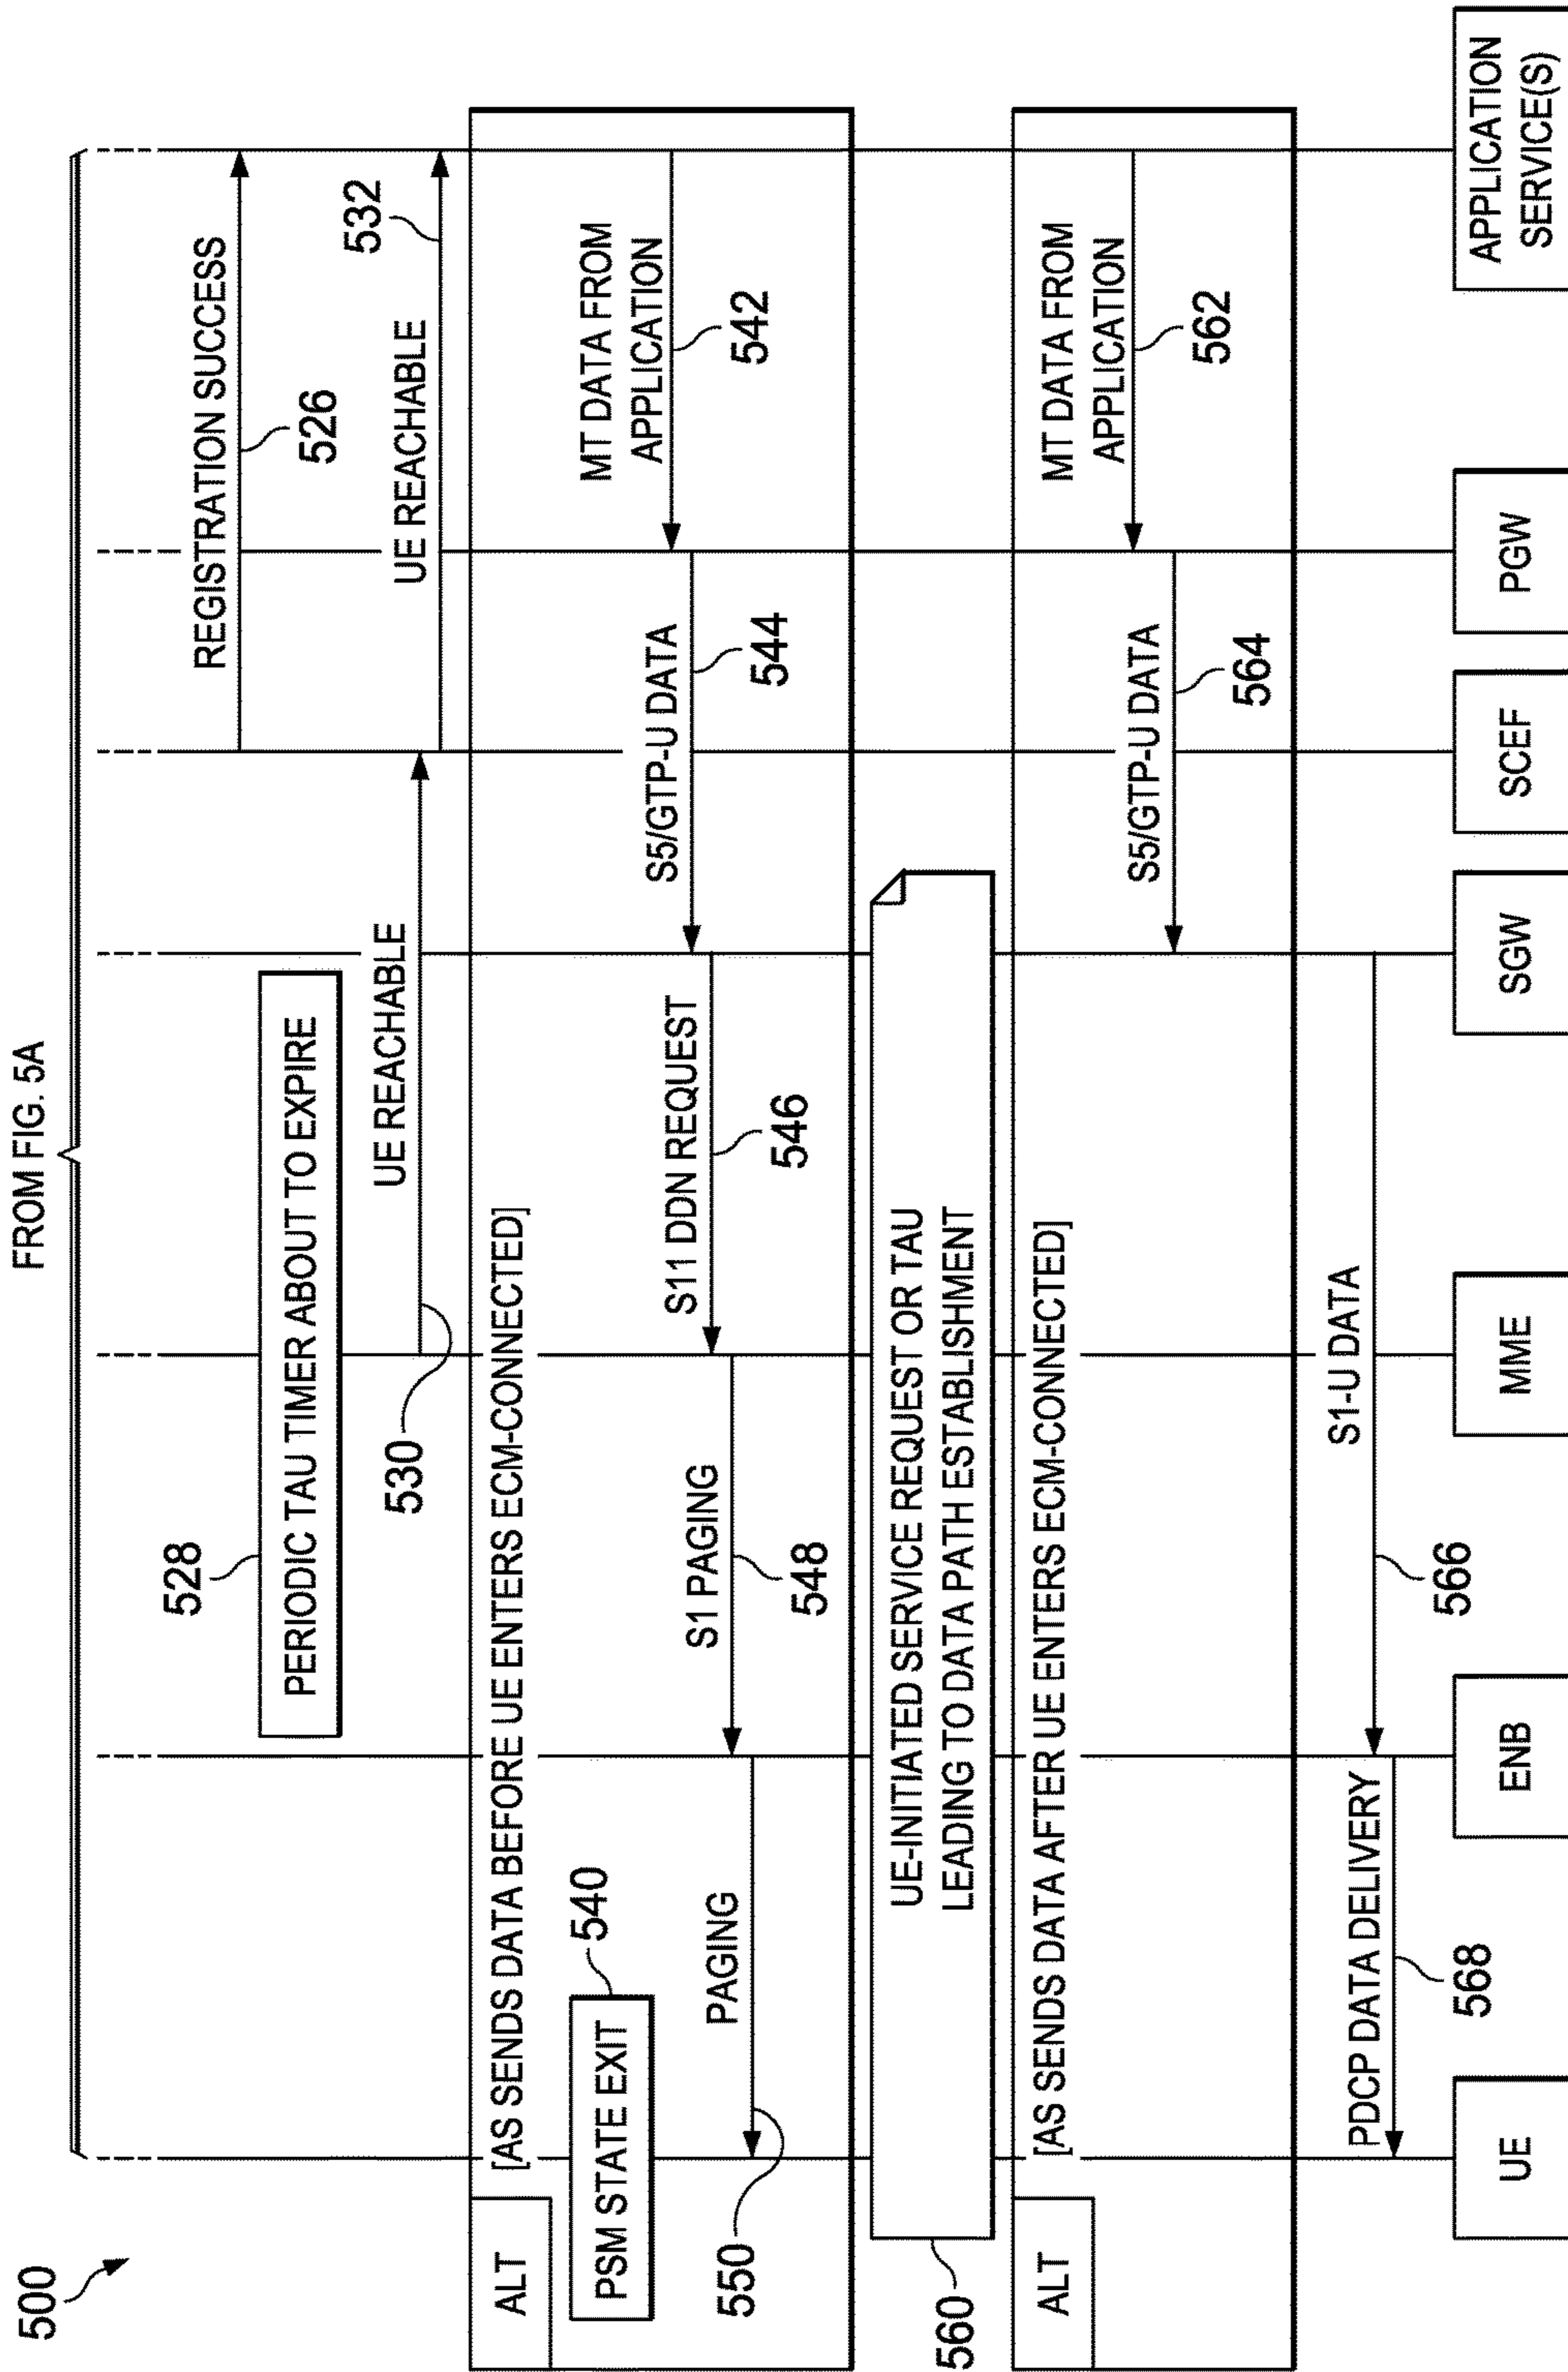 FROM FIG. 5A
500
REGISTRATION SUCCESS
526
528
PERIODIC TAU TIMER ABOUT TO EXPIRE
UE REACHABLE
530
UE REACHABLE
532
ALT
[AS SENDS DATA BEFORE UE ENTERS ECM-CONNECTED]
PSM STATE EXIT
540
MT DATA FROM
APPLICATION
542
S5/GTP-U DATA
544
S11 DDN REQUEST
546
S1 PAGING
548
PAGING
550
UE-INITIATED SERVICE REQUEST OR TAU
LEADING TO DATA PATH ESTABLISHMENT
560
ALT
[AS SENDS DATA AFTER UE ENTERS ECM-CONNECTED]
MT DATA FROM
APPLICATION
562
S5/GTP-U DATA
564
S1-U DATA
566
PDCP DATA DELIVERY
568
UE
ENB
MME
SGW
SCEF
PGW
APPLICATION
SERVICE(S)